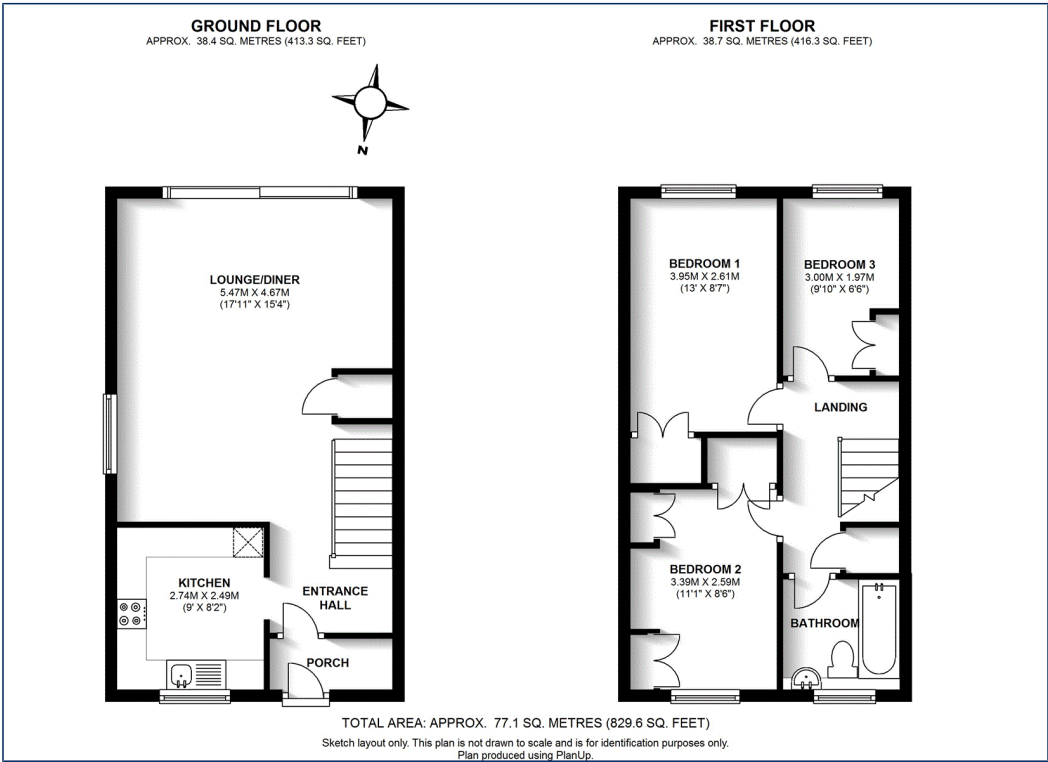 GROUND FLOOR
APPROX. 38.4 SQ. METRES (413.3 SQ. FEET)
N
LOUNGE/DINER
5.47M X 4.67M
(17'11" X 15'4")
KITCHEN
2.74M X 2.49M
(9' X 8'2")
ENTRANCE
HALL
PORCH
FIRST FLOOR
APPROX. 38.7 SQ. METRES (416.3 SQ. FEET)
BEDROOM 1
3.95M X 2.61M
(13' X 8'7")
BEDROOM 3
3.00M X 1.97M
(9'10" X 6'6")
LANDING
BEDROOM 2
3.39M X 2.59M
(11'1" X 8'6")
BATHROOM
TOTAL AREA: APPROX. 77.1 SQ. METRES (829.6 SQ. FEET)
Sketch layout only. This plan is not drawn to scale and is for identification purposes only.
Plan produced using PlanUp.